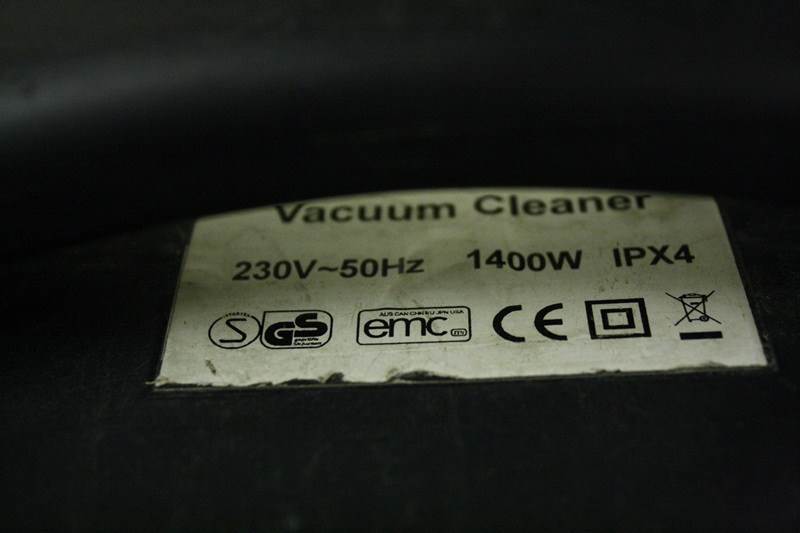 Vacuum Cleaner
230V~50Hz 1400W IPX4
S GS emc CE